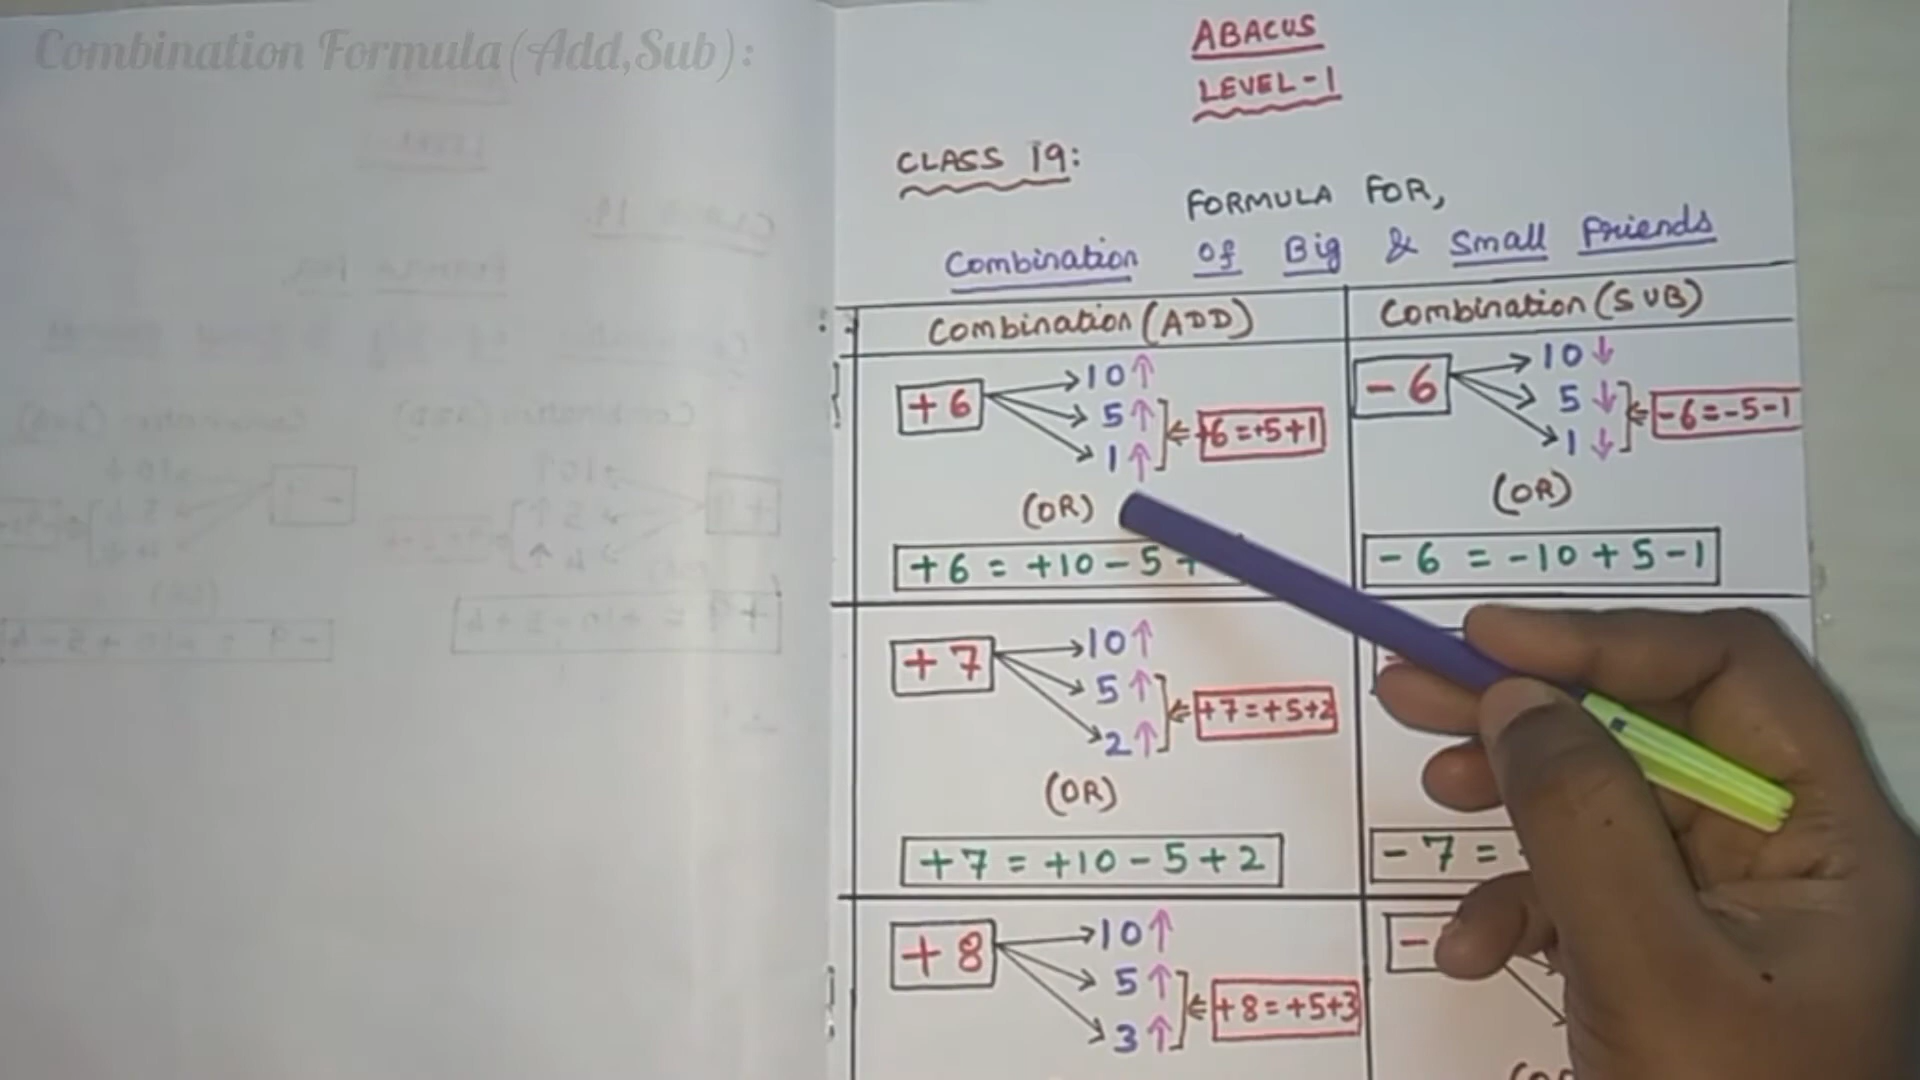 Combination Formula(Add,Sub):
ABACUS
LEVEL-1
CLASS 19:
FORMULA FOR,
Combination of Big & Small Friends
Combination (ADD)
+6
10↑
5↑
1↑
+6=+5+1
(OR)
+6 = +10-5+
+7
10↑
5↑
2↑
+7=+5+2
(OR)
+7 = +10-5+2
+8
10↑
5↑
3↑
+8=+5+3
Combination (SUB)
-6
10↓
5↓
1↓
-6=-5-1
(OR)
-6 = -10+5-1
-7 =
-